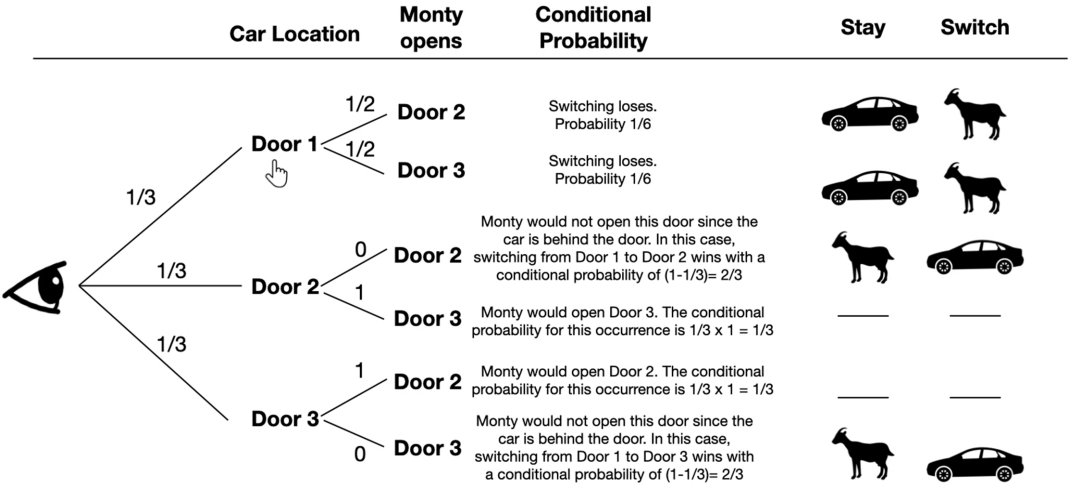 Car Location
Monty
opens
Conditional
Probability
Stay
Switch
1/3
Door 1
1/2
Door 2
Switching loses.
Probability 1/6
1/2
Door 3
Switching loses.
Probability 1/6
1/3
Door 2
0
Door 2
Monty would not open this door since the
car is behind the door. In this case,
switching from Door 1 to Door 2 wins with a
conditional probability of (1-1/3)= 2/3
1
Door 3
Monty would open Door 3. The conditional
probability for this occurrence is 1/3 x 1 = 1/3
1/3
Door 3
1
Door 2
Monty would open Door 2. The conditional
probability for this occurrence is 1/3 x 1 = 1/3
0
Door 3
Monty would not open this door since the
car is behind the door. In this case,
switching from Door 1 to Door 3 wins with
a conditional probability of (1-1/3)= 2/3